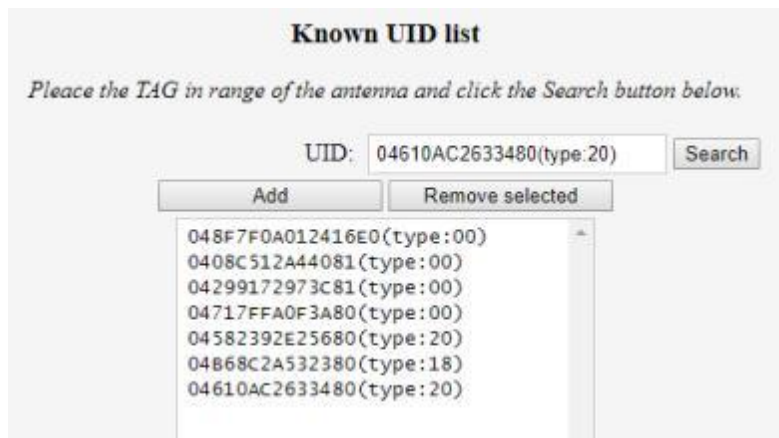 Known UID list
Pleace the TAG in range of the antenna and click the Search button below.
UID: 04610AC2633480(type:20) Search
Add Remove selected
048F7F0A012416E0(type:00)
0408C512A44081(type:00)
04299172973C81(type:00)
04717FFA0F3A80(type:00)
04582392E25680(type:20)
04B68C2A532380(type:18)
04610AC2633480(type:20)